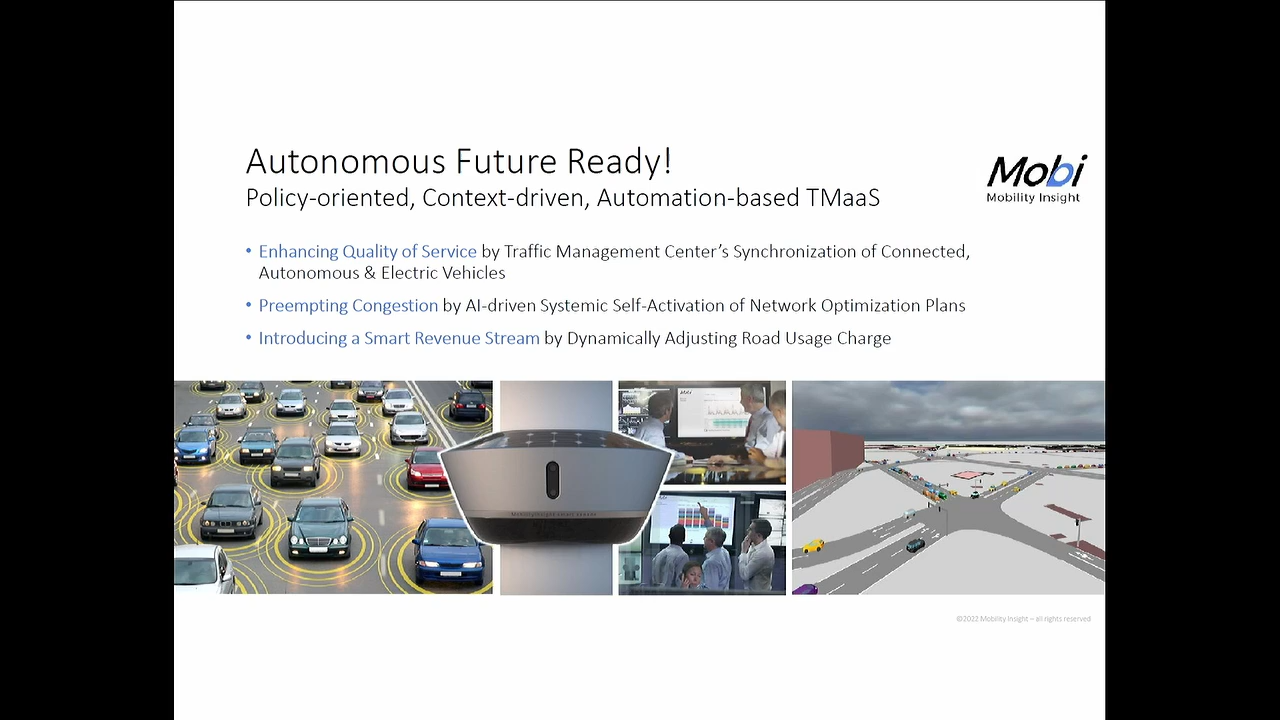 Autonomous Future Ready!
Policy-oriented, Context-driven, Automation-based TMaaS
Mobi
Mobility Insight
• Enhancing Quality of Service by Traffic Management Center’s Synchronization of Connected,
Autonomous & Electric Vehicles
• Preempting Congestion by AI-driven Systemic Self-Activation of Network Optimization Plans
• Introducing a Smart Revenue Stream by Dynamically Adjusting Road Usage Charge
Mobi
©2022 Mobility Insight – all rights reserved